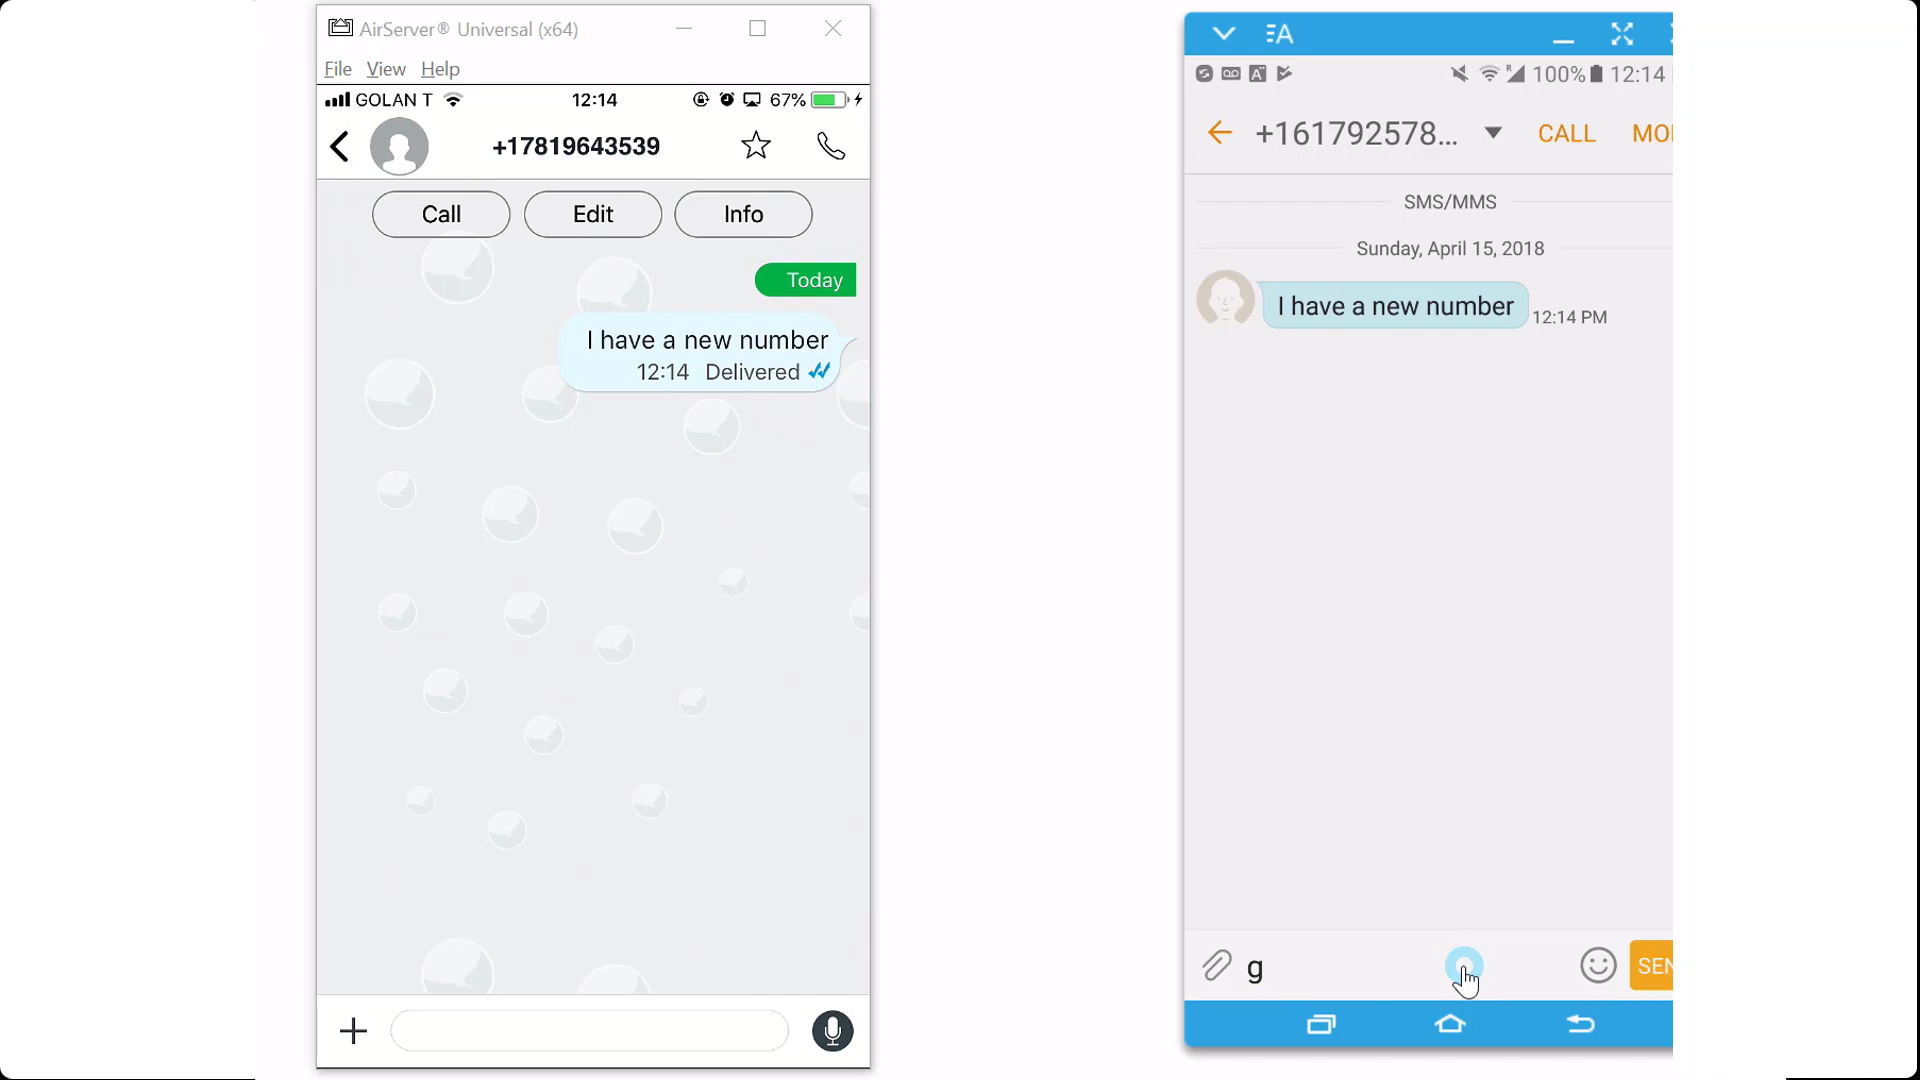 AirServer® Universal (x64)
File View Help
GOLAN T 12:14 67%
+17819643539
Call Edit Info
Today
I have a new number
12:14 Delivered
A
100% 12:14
+161792578... CALL MO
SMS/MMS
Sunday, April 15, 2018
I have a new number 12:14 PM
g SEN